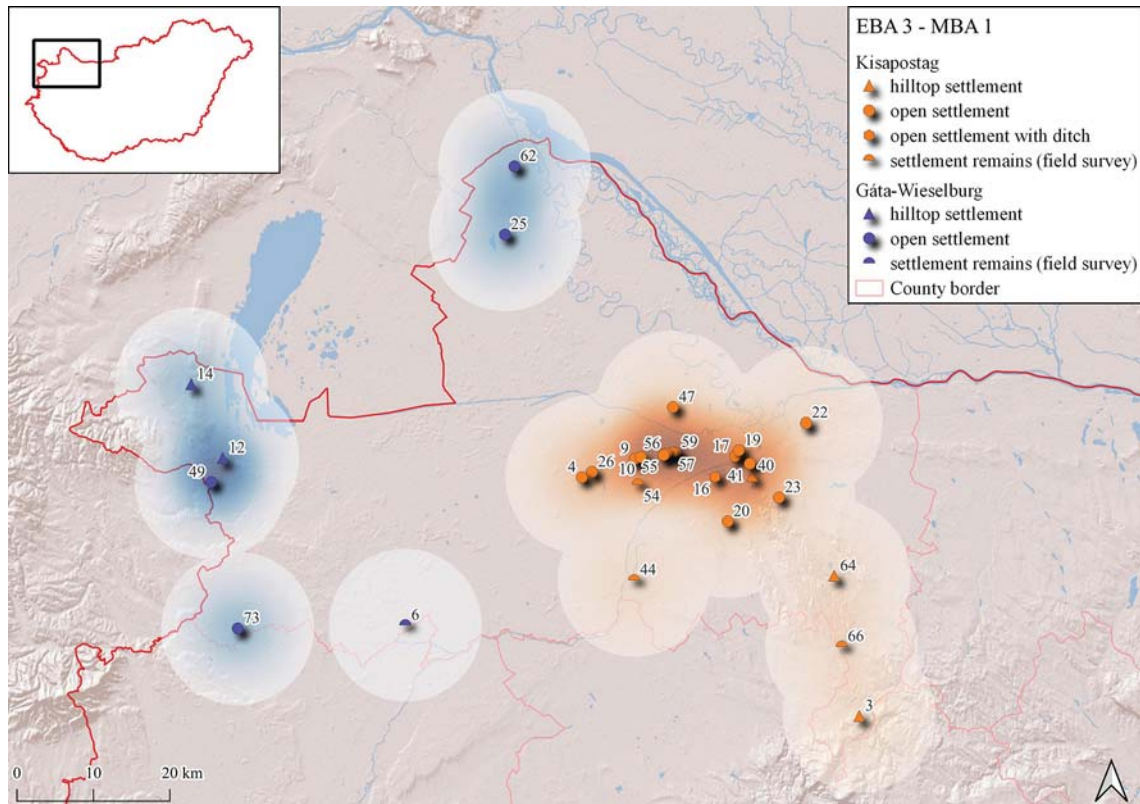 EBA 3 - MBA 1
Kisapostag
hilltop settlement
open settlement
open settlement with ditch
settlement remains (field survey)
Gáta-Wieselburg
hilltop settlement
open settlement
settlement remains (field survey)
County border
62
25
14
12
49
73
6
47
22
9
56
59
17
19
4
26
10
55
57
16
41
40
54
23
20
44
64
66
3
0 10 20 km